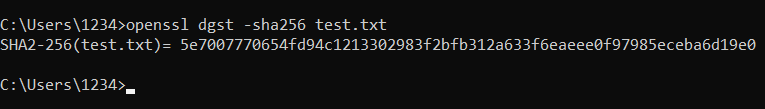 C:\Users\1234>openssl dgst -sha256 test.txt
SHA2-256(test.txt)= 5e7007770654fd94c1213302983f2bfb312a633f6eaeee0f97985eceba6d19e0
C:\Users\1234>